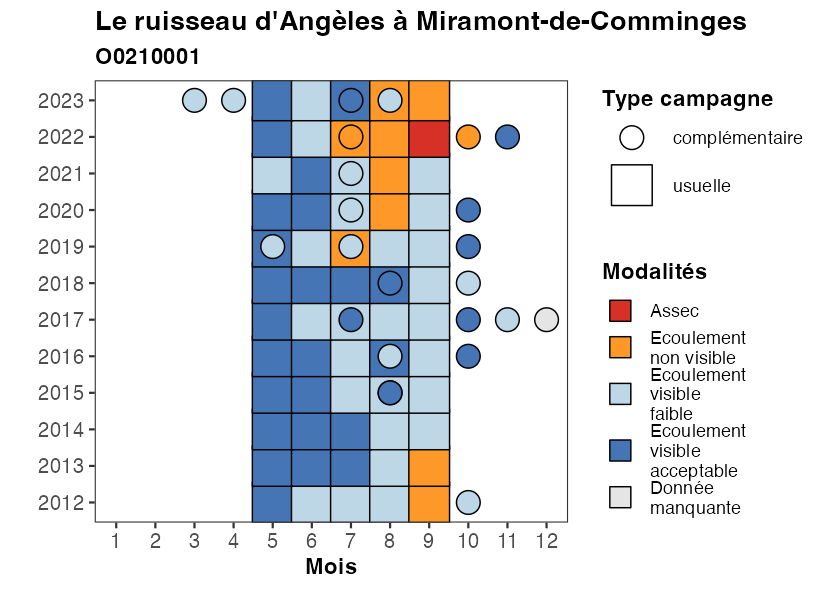 Le ruisseau d'Angèles à Miramont-de-Comminges
O0210001
2023
2022
2021
2020
2019
2018
2017
2016
2015
2014
2013
2012
1 2 3 4 5 6 7 8 9 10 11 12
Mois
Type campagne
complémentaire
usuelle
Modalités
Assec
Ecoulement
non visible
Ecoulement
visible
faible
Ecoulement
visible
acceptable
Donnée
manquante